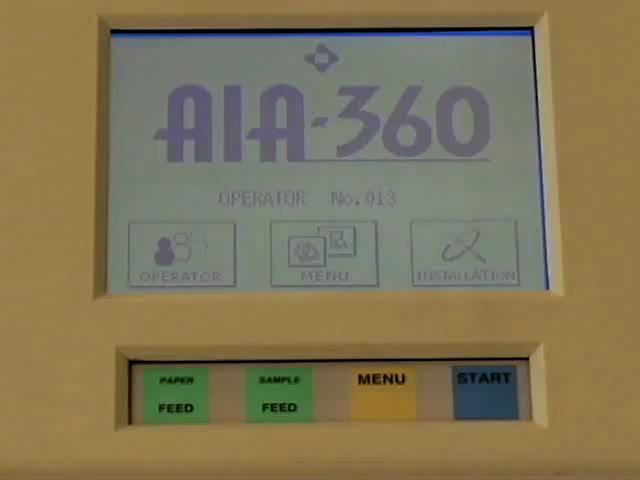 AIA-360
OPERATOR No.013
OPERATOR MENU INSTALLATION
PAPER FEED
SAMPLE FEED
MENU
START